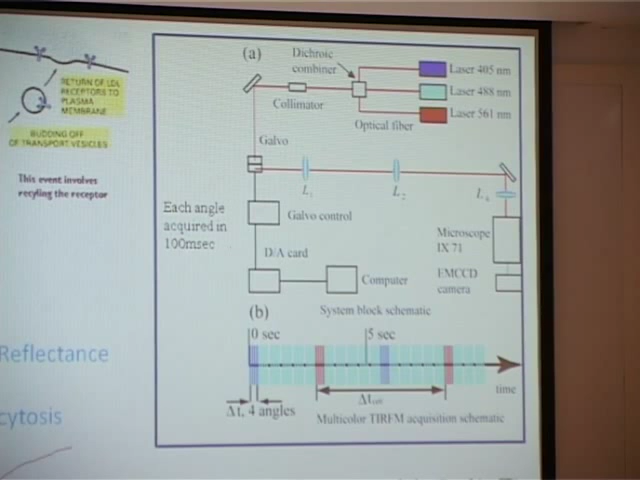 RETURN OF LDL
RECEPTORS TO
PLASMA
MEMBRANE
BUDDING OFF
OF TRANSPORT VESICLES
This event involves
recyling the receptor
Reflectance
cytosis
(a)
Dichroic
combiner
Laser 405 nm
Laser 488 nm
Laser 561 nm
Collimator
Optical fiber
Galvo
L1
L2
Each angle
acquired in
100msec
Galvo control
Microscope
IX 71
D/A card
Computer
EMCCD
camera
(b)
System block schematic
0 sec
5 sec
time
Δt, 4 angles
Multicolor TIRFM acquisition schematic